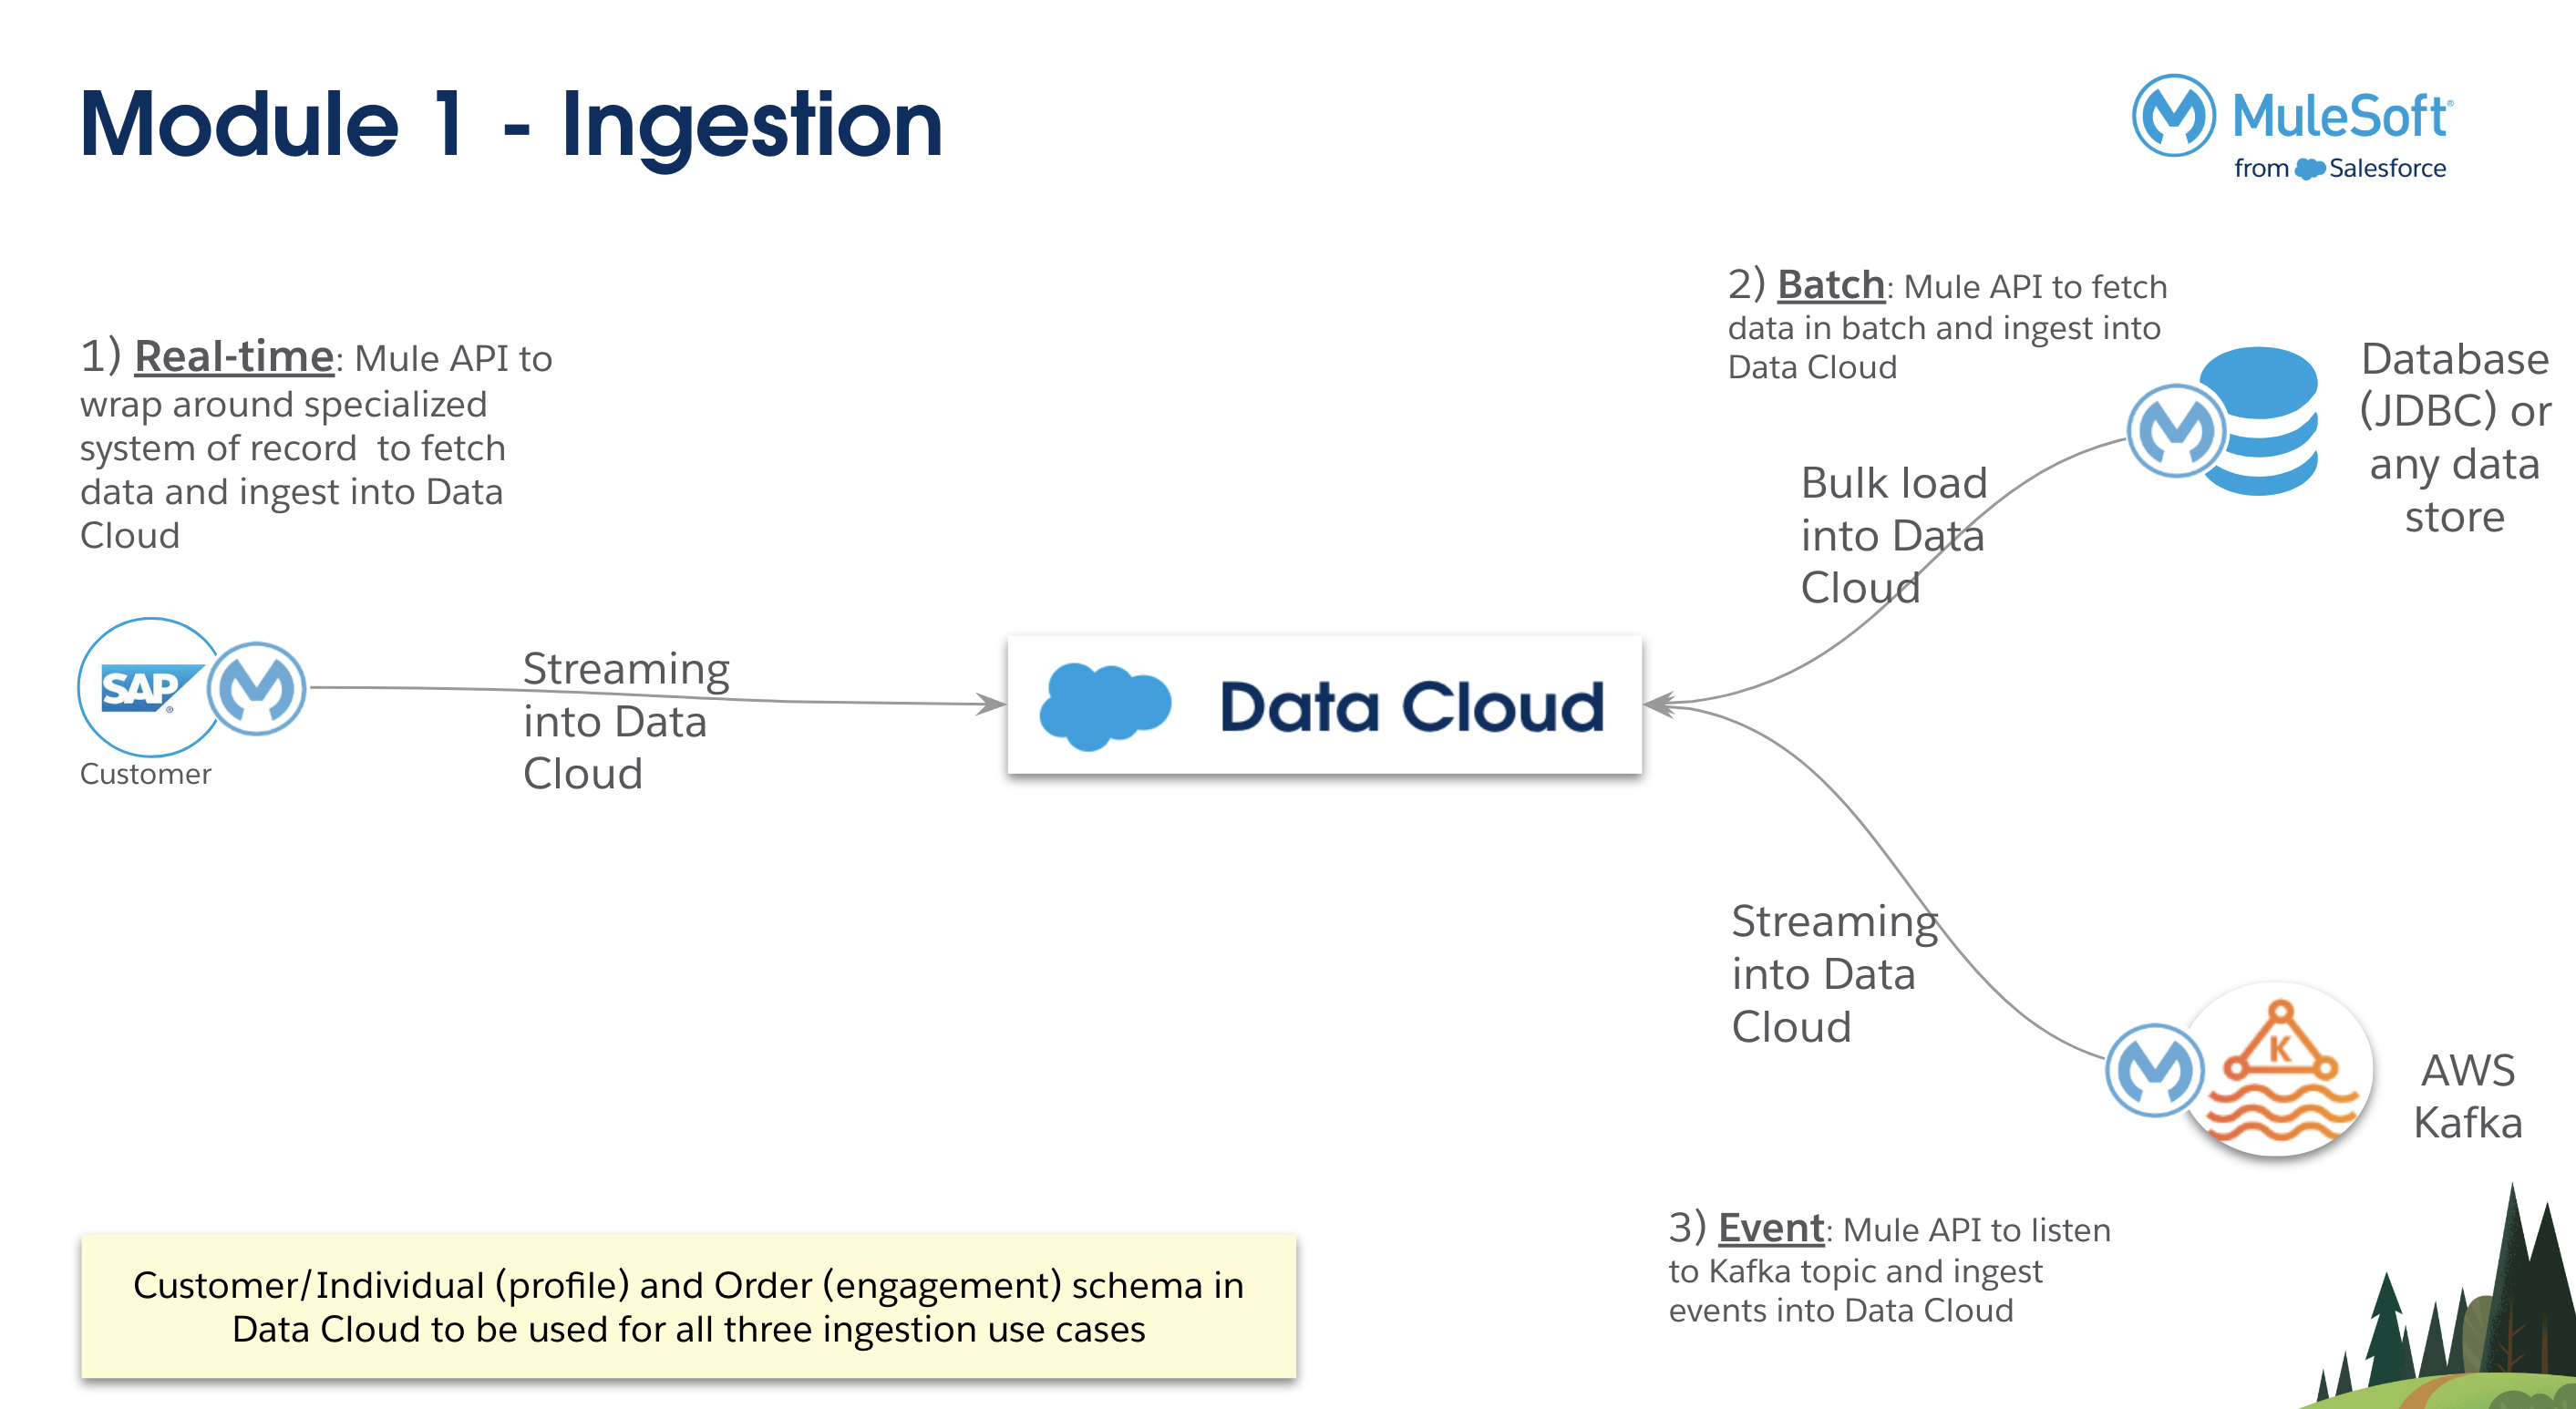 Module 1 - Ingestion
MuleSoft®
from Salesforce
1) Real-time: Mule API to
wrap around specialized
system of record  to fetch
data and ingest into Data
Cloud
SAP®
Customer
Streaming
into Data
Cloud
Data Cloud
2) Batch: Mule API to fetch
data in batch and ingest into
Data Cloud
Database
(JDBC) or
any data
store
Bulk load
into Data
Cloud
Streaming
into Data
Cloud
K
AWS
Kafka
3) Event: Mule API to listen
to Kafka topic and ingest
events into Data Cloud
Customer/Individual (profile) and Order (engagement) schema in
Data Cloud to be used for all three ingestion use cases